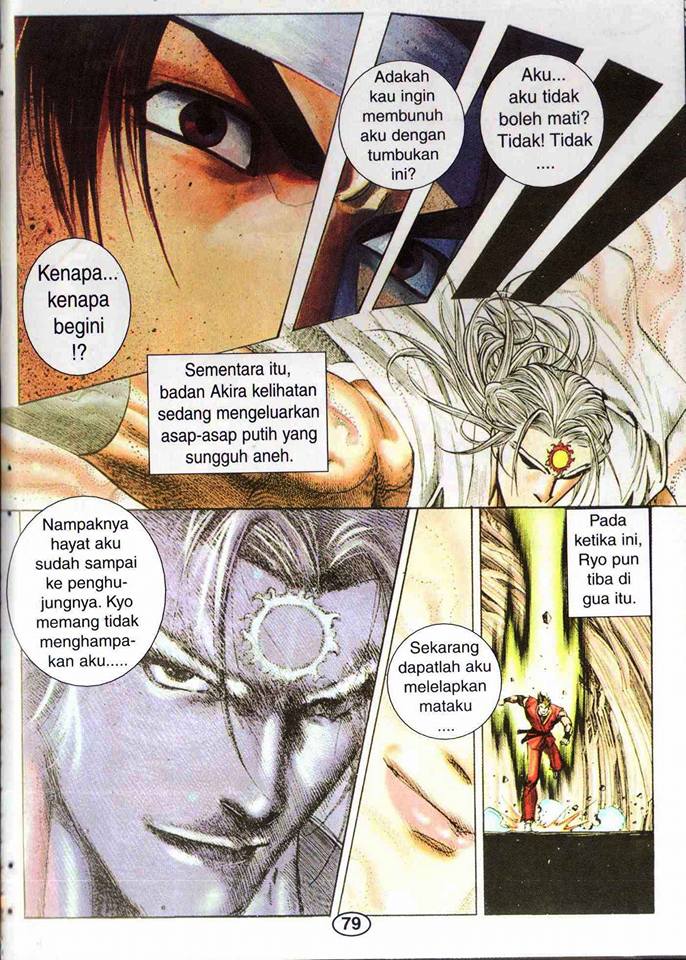 Adakah
kau ingin
membunuh
aku dengan
tumbukan
ini?
Aku...
aku tidak
boleh mati?
Tidak! Tidak
....
Kenapa...
kenapa
begini
!?
Sementara itu,
badan Akira kelihatan
sedang mengeluarkan
asap-asap putih yang
sungguh aneh.
Nampaknya
hayat aku
sudah sampai
ke penghu-
jungnya. Kyo
memang tidak
menghampa-
kan aku.....
Sekarang
dapatlah aku
melelapkan
mataku
....
Pada
ketika ini,
Ryo pun
tiba di
gua itu.
79